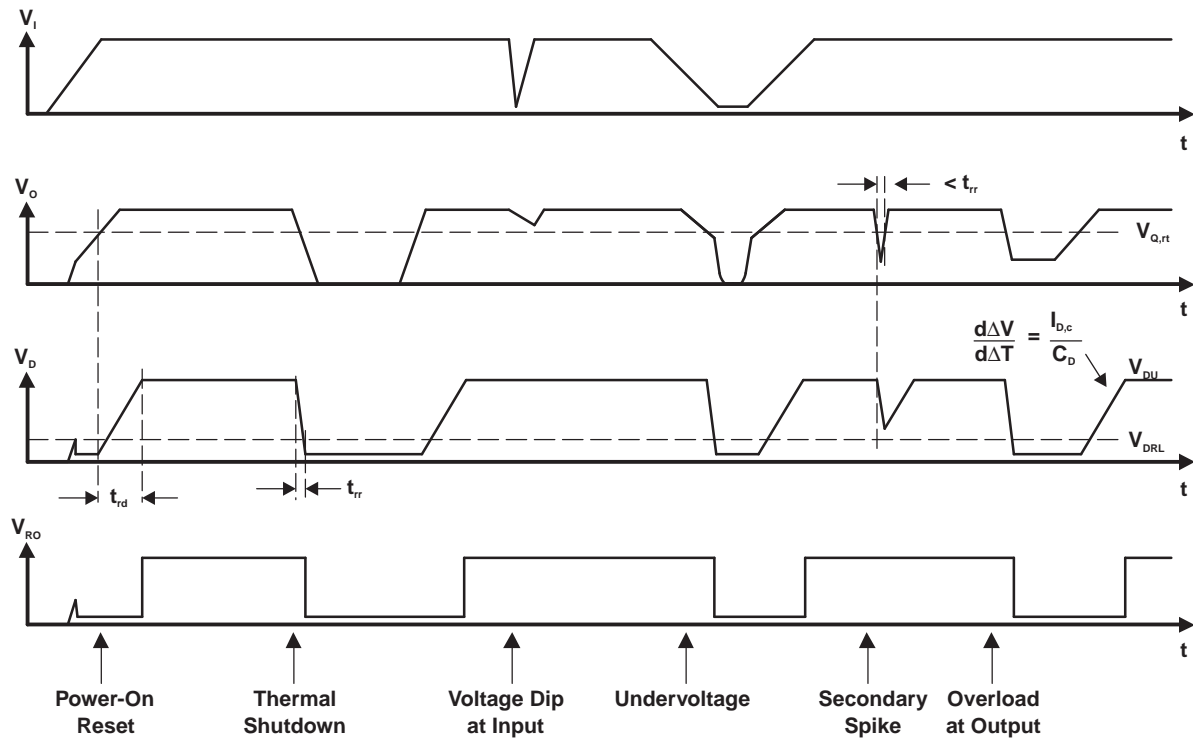 V_I
t
V_O
< t_rr
V_Q,rt
t
V_D
dΔV/dΔT = I_D,c/C_D
V_DU
V_DRL
t_rd
t_rr
t
V_RO
t
Power-On
Reset
Thermal
Shutdown
Voltage Dip
at Input
Undervoltage
Secondary
Spike
Overload
at Output